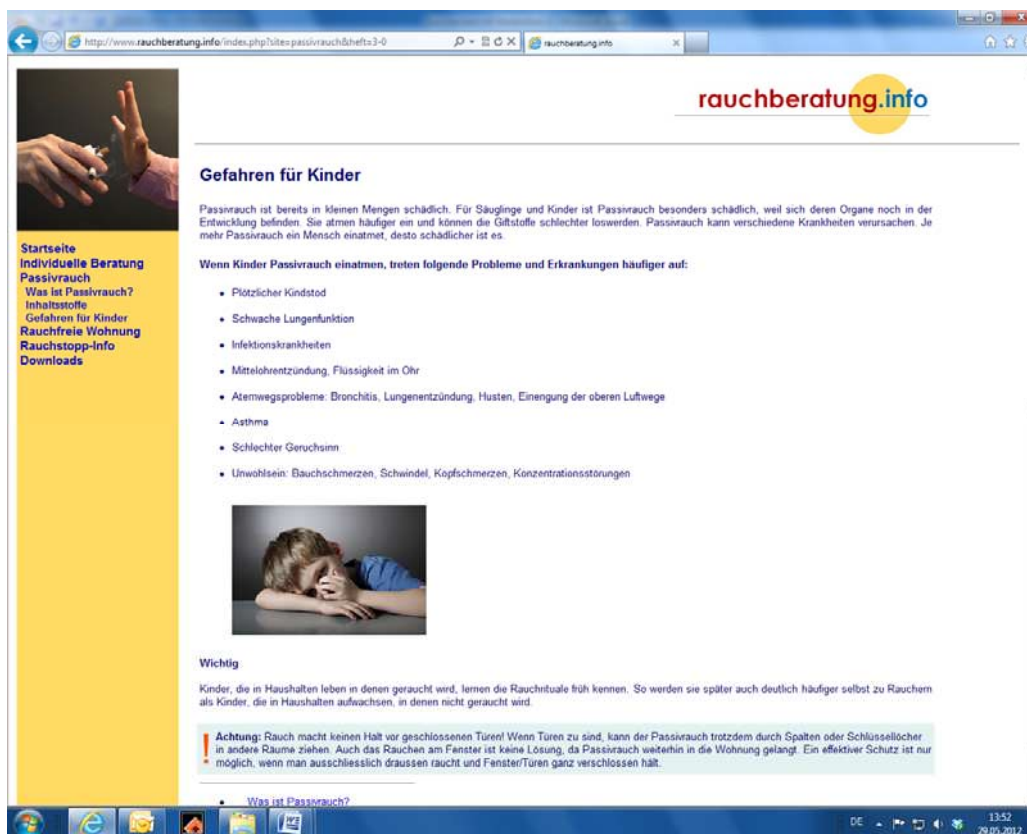 http://www.rauchberatung.info/index.php?site=passivrauch&heft=3-0
rauchberatung.info
rauchberatung.info
Startseite
Individuelle Beratung
Passivrauch
Was ist Passivrauch?
Inhaltsstoffe
Gefahren für Kinder
Rauchfreie Wohnung
Rauchstopp-Info
Downloads
Gefahren für Kinder
Passivrauch ist bereits in kleinen Mengen schädlich. Für Säuglinge und Kinder ist Passivrauch besonders schädlich, weil sich deren Organe noch in der
Entwicklung befinden. Sie atmen häufiger ein und können die Giftstoffe schlechter loswerden. Passivrauch kann verschiedene Krankheiten verursachen. Je
mehr Passivrauch ein Mensch einatmet, desto schädlicher ist es.
Wenn Kinder Passivrauch einatmen, treten folgende Probleme und Erkrankungen häufiger auf:
• Plötzlicher Kindstod
• Schwache Lungenfunktion
• Infektionskrankheiten
• Mittelohrentzündung, Flüssigkeit im Ohr
• Atemwegsprobleme: Bronchitis, Lungenentzündung, Husten, Einengung der oberen Luftwege
• Asthma
• Schlechter Geruchsinn
• Unwohlsein: Bauchschmerzen, Schwindel, Kopfschmerzen, Konzentrationsstörungen
Wichtig
Kinder, die in Haushalten leben in denen geraucht wird, lernen die Rauchrituale früh kennen. So werden sie später auch deutlich häufiger selbst zu Rauchern
als Kinder, die in Haushalten aufwachsen, in denen nicht geraucht wird.
! Achtung: Rauch macht keinen Halt vor geschlossenen Türen! Wenn Türen zu sind, kann der Passivrauch trotzdem durch Spalten oder Schlüssellöcher
in andere Räume ziehen. Auch das Rauchen am Fenster ist keine Lösung, da Passivrauch weiterhin in die Wohnung gelangt. Ein effektiver Schutz ist nur
möglich, wenn man ausschliesslich draussen raucht und Fenster/Türen ganz verschlossen hält.
• Was ist Passivrauch?
DE
13:52
29.05.2012